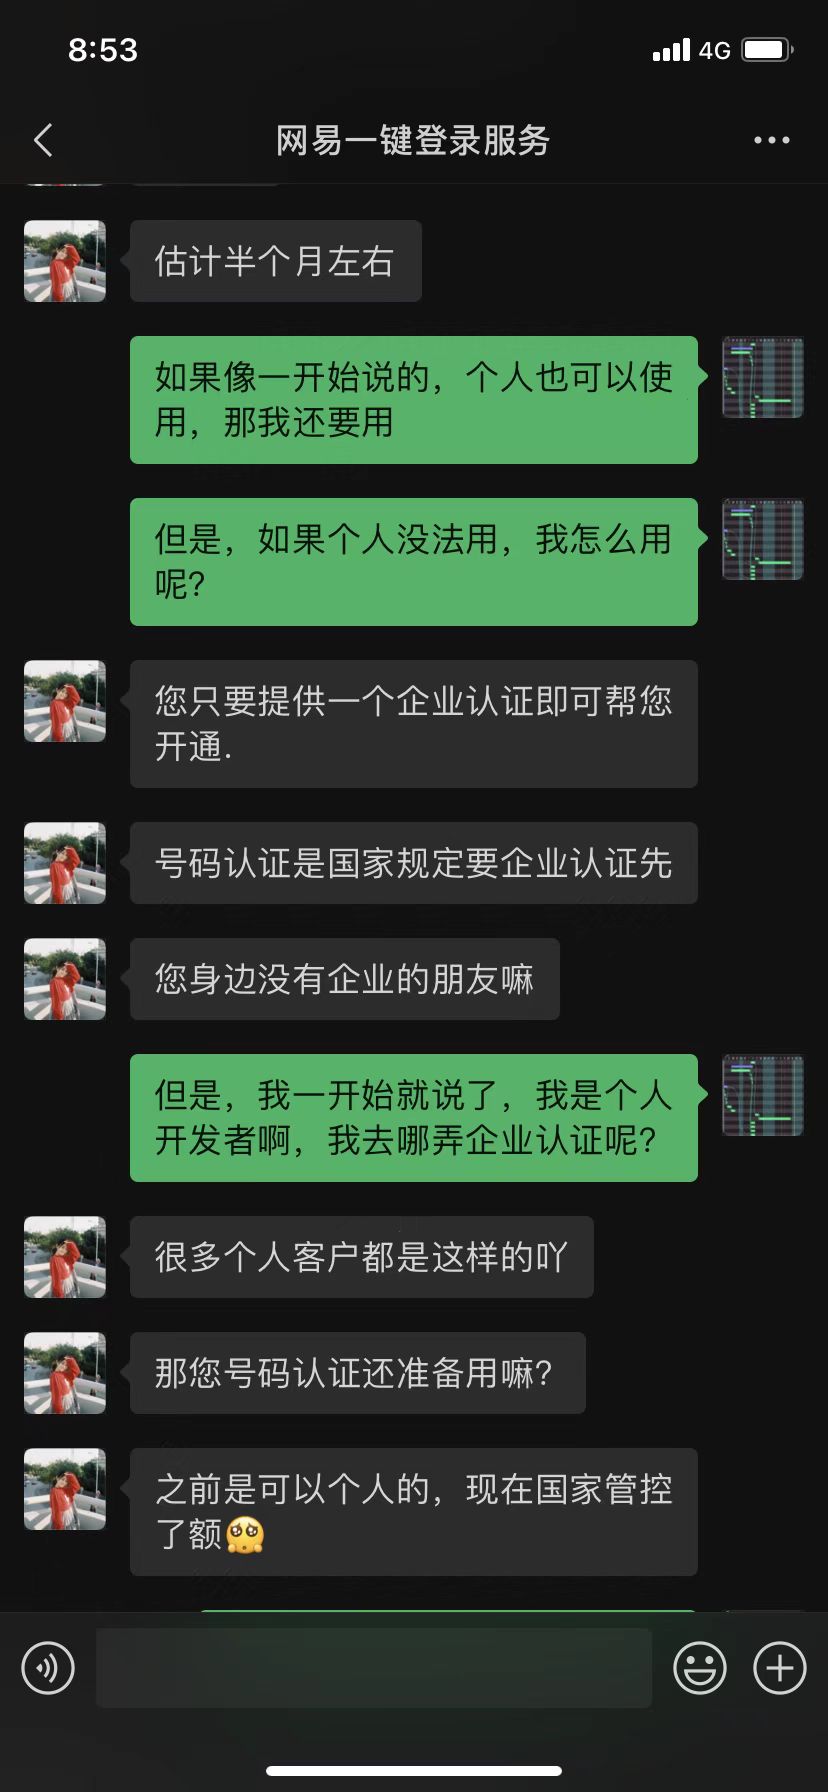 8:53
4G
网易一键登录服务
估计半个月左右
如果像一开始说的，个人也可以使
用，那我还要用
但是，如果个人没法用，我怎么用
呢?
您只要提供一个企业认证即可帮您
开通.
号码认证是国家规定要企业认证先
您身边没有企业的朋友嘛
但是，我一开始就说了，我是个人
开发者啊，我去哪弄企业认证呢?
很多个人客户都是这样的吖
那您号码认证还准备用嘛?
之前是可以个人的，现在国家管控
了额🥺